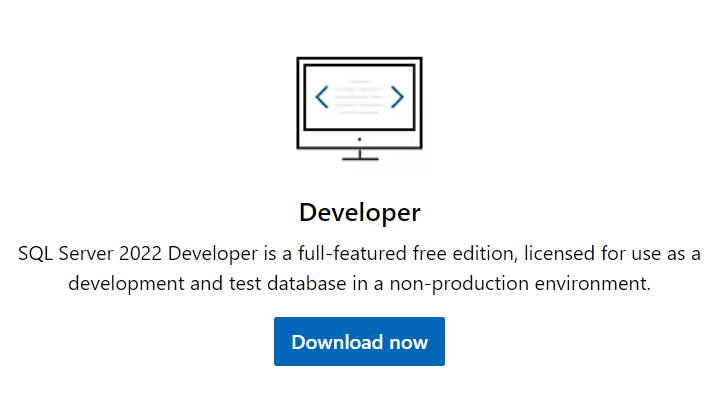 Developer
SQL Server 2022 Developer is a full-featured free edition, licensed for use as a
development and test database in a non-production environment.
Download now